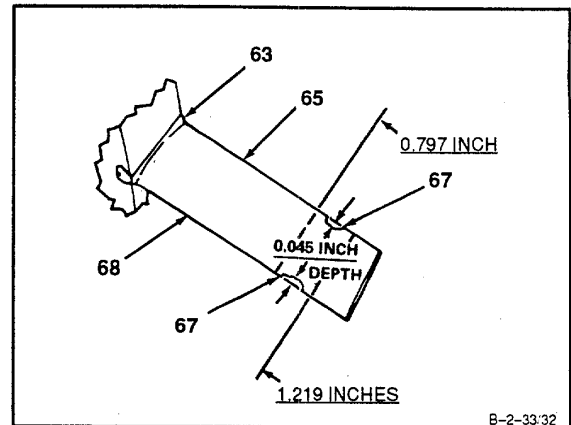 63
65
0.797 INCH
67
0.045 INCH
DEPTH
68
67
1.219 INCHES
B-2-33/32